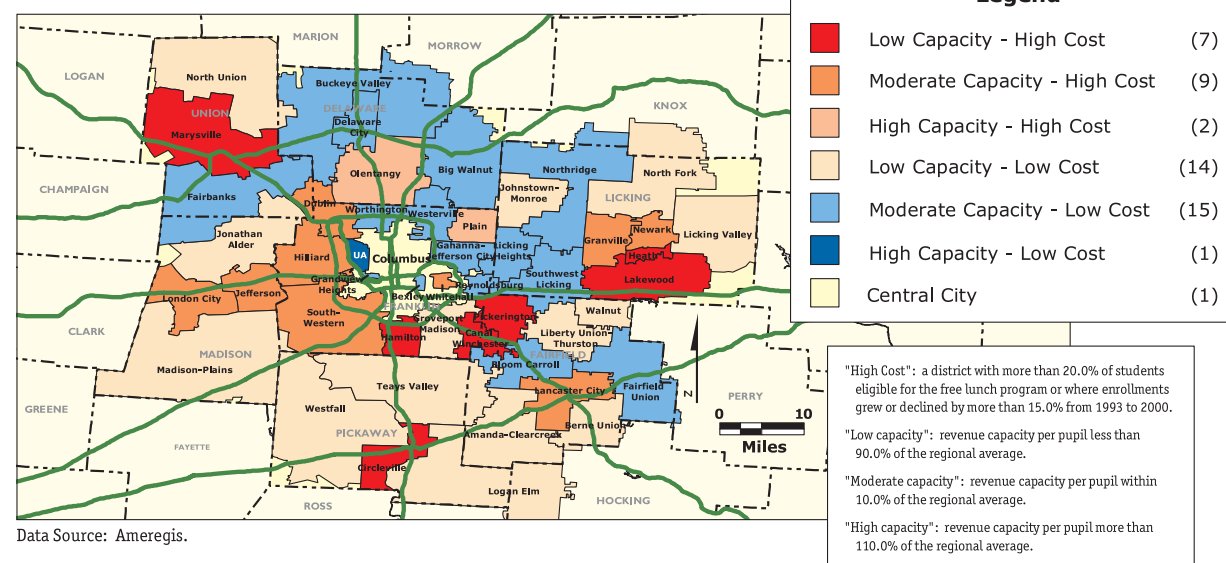 Legend
Low Capacity - High Cost (7)
Moderate Capacity - High Cost (9)
High Capacity - High Cost (2)
Low Capacity - Low Cost (14)
Moderate Capacity - Low Cost (15)
High Capacity - Low Cost (1)
Central City (1)
MARION
MORROW
LOGAN
North Union
Buckeye Valley
KNOX
UNION
DELAWARE
Delaware
City
Marysville
Olentangy
Big Walnut
Northridge
North Fork
CHAMPAIGN
Johnstown-
Monroe
Fairbanks
LICKING
Dublin
Worthington
Westerville
Plain
Newark
Jonathan
Alder
Granville
Licking Valley
Hilliard
UA
Columbus
Gahanna-
Jefferson City
Licking
Heights
Heath
Grandview
Heights
Southwest
Licking
Lakewood
London City
Jefferson
Reynoldsburg
Bexley
Whitehall
FRANKLIN
South-
Western
Groveport
Madison
Pickerington
Walnut
CLARK
Hamilton
Canal
Winchester
Liberty Union-
Thurston
MADISON
FAIRFIELD
Madison-Plains
Bloom Carroll
Teays Valley
Lancaster City
Fairfield
Union
GREENE
Westfall
PERRY
N
0 10
Miles
PICKAWAY
Amanda-Clearcreek
Berne Union
FAYETTE
Circleville
Logan Elm
ROSS
HOCKING
"High Cost": a district with more than 20.0% of students
eligible for the free lunch program or where enrollments
grew or declined by more than 15.0% from 1993 to 2000.
"Low capacity": revenue capacity per pupil less than
90.0% of the regional average.
"Moderate capacity": revenue capacity per pupil within
10.0% of the regional average.
"High capacity": revenue capacity per pupil more than
110.0% of the regional average.
Data Source: Ameregis.